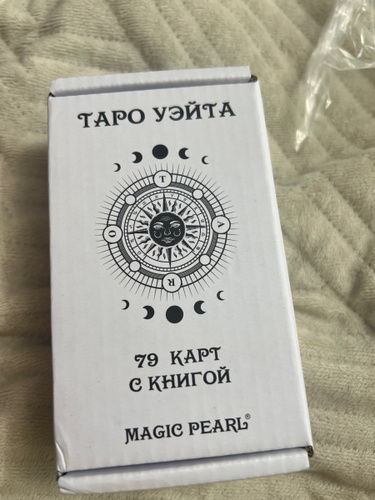 ТАРО УЭЙТА
T
O A
R
79 КАРТ
С КНИГОЙ
MAGIC PEARL®